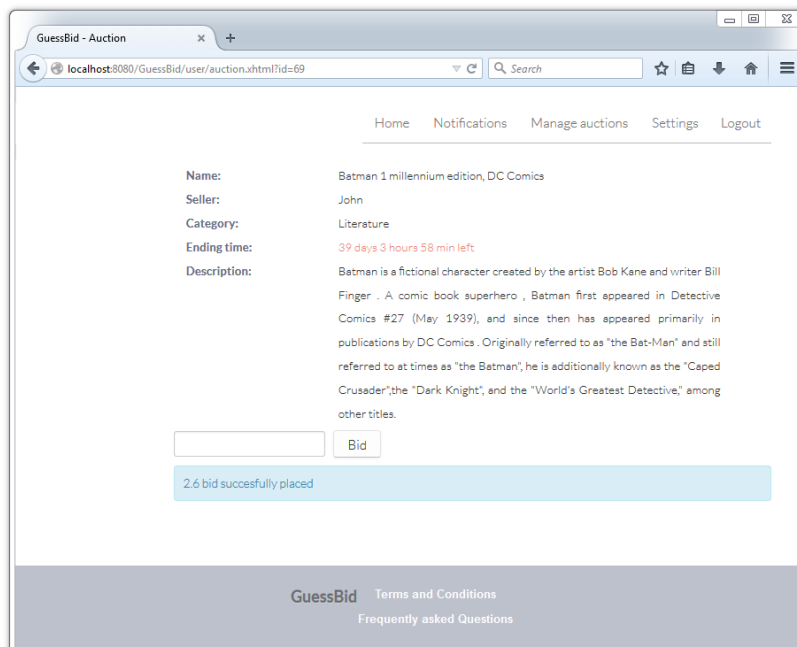 GuessBid - Auction
localhost:8080/GuessBid/user/auction.xhtml?id=69
Search
Home Notifications Manage auctions Settings Logout
Name: Batman 1 millennium edition, DC Comics
Seller: John
Category: Literature
Ending time: 39 days 3 hours 58 min left
Description: Batman is a fictional character created by the artist Bob Kane and writer Bill
Finger . A comic book superhero , Batman first appeared in Detective
Comics #27 (May 1939), and since then has appeared primarily in
publications by DC Comics . Originally referred to as "the Bat-Man" and still
referred to at times as "the Batman", he is additionally known as the "Caped
Crusader",the "Dark Knight", and the "World's Greatest Detective," among
other titles.
Bid
2.6 bid succesfully placed
GuessBid Terms and Conditions
Frequently asked Questions